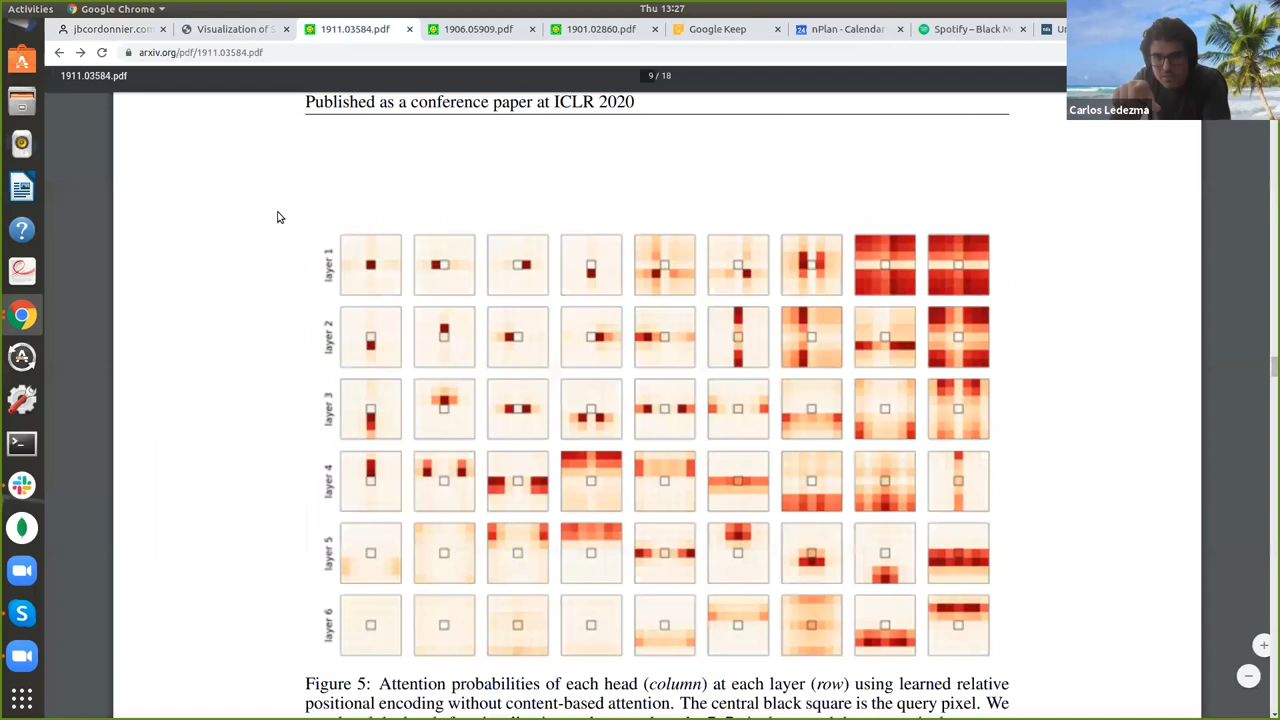 Activities
Google Chrome
Thu 13:27
jbcordonnier.com
Visualization of S
1911.03584.pdf
1906.05909.pdf
1901.02860.pdf
Google Keep
nPlan - Calendar
Spotify – Black M
arxiv.org/pdf/1911.03584.pdf
1911.03584.pdf
9 / 18
Carlos Ledezma
Published as a conference paper at ICLR 2020
layer 1
layer 2
layer 3
layer 4
layer 5
layer 6
Figure 5: Attention probabilities of each head (column) at each layer (row) using learned relative
positional encoding without content-based attention. The central black square is the query pixel. We